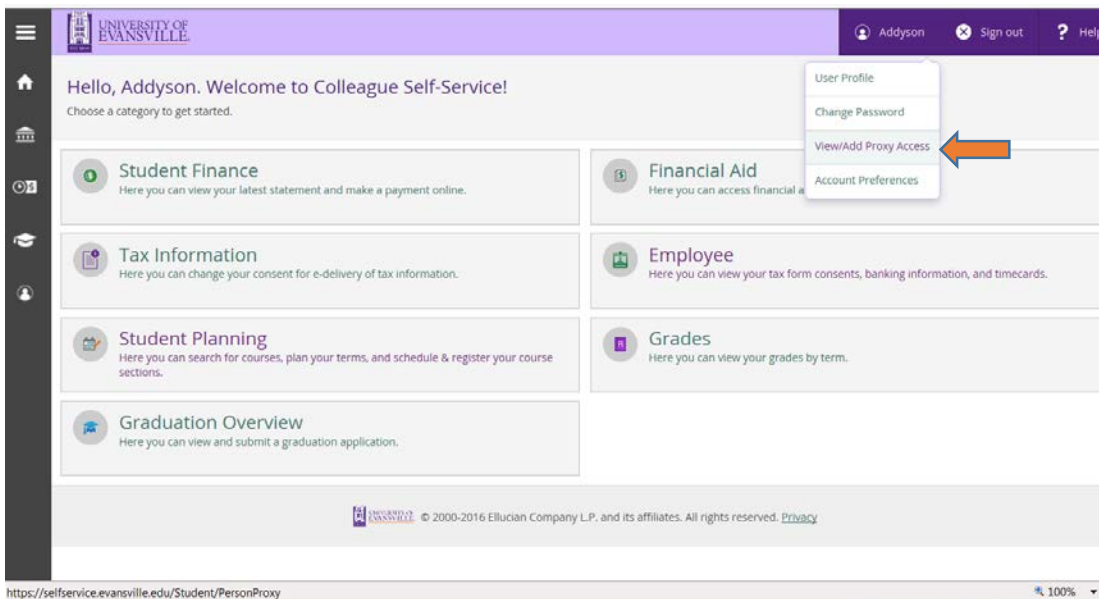 UNIVERSITY OF
EVANSVILLE
Addyson
Sign out
? Help
Hello, Addyson. Welcome to Colleague Self-Service!
Choose a category to get started.
User Profile
Change Password
View/Add Proxy Access
Account Preferences
Student Finance
Here you can view your latest statement and make a payment online.
Financial Aid
Here you can access financial a
Tax Information
Here you can change your consent for e-delivery of tax information.
Employee
Here you can view your tax form consents, banking information, and timecards.
Student Planning
Here you can search for courses, plan your terms, and schedule & register your course
sections.
Grades
Here you can view your grades by term.
Graduation Overview
Here you can view and submit a graduation application.
UNIVERSITY OF
EVANSVILLE
© 2000-2016 Ellucian Company L.P. and its affiliates. All rights reserved. Privacy
https://selfservice.evansville.edu/Student/PersonProxy
100%